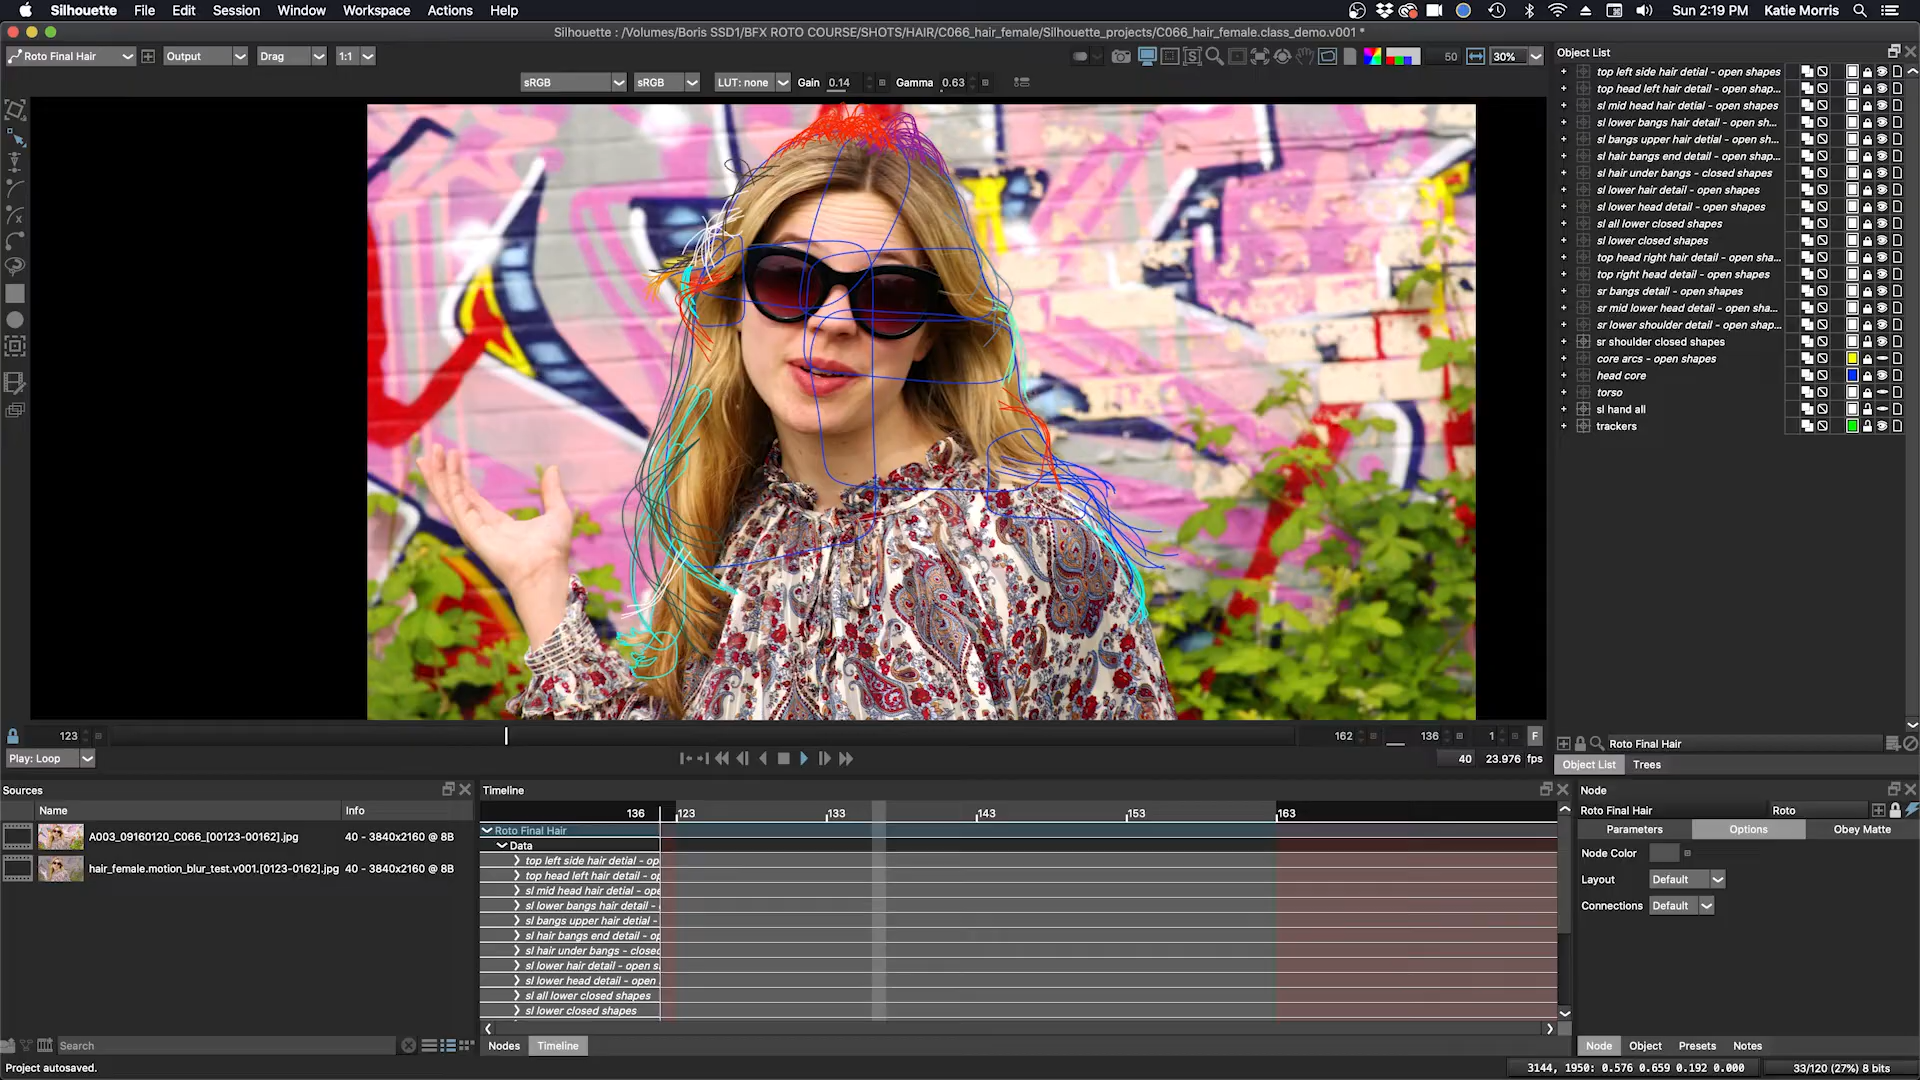 Silhouette File Edit Session Window Workspace Actions Help Sun 2:19 PM Katie Morris
Silhouette : /Volumes/Boris SSD1/BFX ROTO COURSE/SHOTS/HAIR/C066_hair_female/Silhouette_projects/C066_hair_female.class_demo.v001 *
Roto Final Hair Output Drag 1:1 50 30%
sRGB sRGB LUT: none Gain 0.14 Gamma 0.63
Object List
top left side hair detial - open shapes
top head left hair detail - open shap...
sl mid head hair detial - open shapes
sl lower bangs hair detail - open sh...
sl bangs upper hair detial - open sh...
sl hair bangs end detail - open shap...
sl hair under bangs - closed shapes
sl lower hair detail - open shapes
sl lower head detail - open shapes
sl all lower closed shapes
sl lower closed shapes
top head right hair detail - open sha...
top right head detail - open shapes
sr bangs detail - open shapes
sr mid lower head detail - open sha...
sr lower shoulder detail - open shap...
sr shoulder closed shapes
core arcs - open shapes
head core
torso
sl hand all
trackers
123 162 136 1 F
Roto Final Hair
Play: Loop 40 23.976 fps
Object List Trees
Sources
Name Info
A003_09160120_C066_[00123-00162].jpg 40 - 3840x2160 @ 8B
hair_female.motion_blur_test.v001.[0123-0162].jpg 40 - 3840x2160 @ 8B
Search
Timeline
136 123 133 143 153 163
Roto Final Hair
Data
top left side hair detial - op
top head left hair detail - op
sl mid head hair detial - ope
sl lower bangs hair detail -
sl bangs upper hair detial -
sl hair bangs end detail - op
sl hair under bangs - closed
sl lower hair detail - open s
sl lower head detail - open
sl all lower closed shapes
sl lower closed shapes
Nodes Timeline
Node
Roto Final Hair Roto
Parameters Options Obey Matte
Node Color
Layout Default
Connections Default
Node Object Presets Notes
Project autosaved.
3144, 1950: 0.576 0.659 0.192 0.000 33/120 (27%) 8 bits